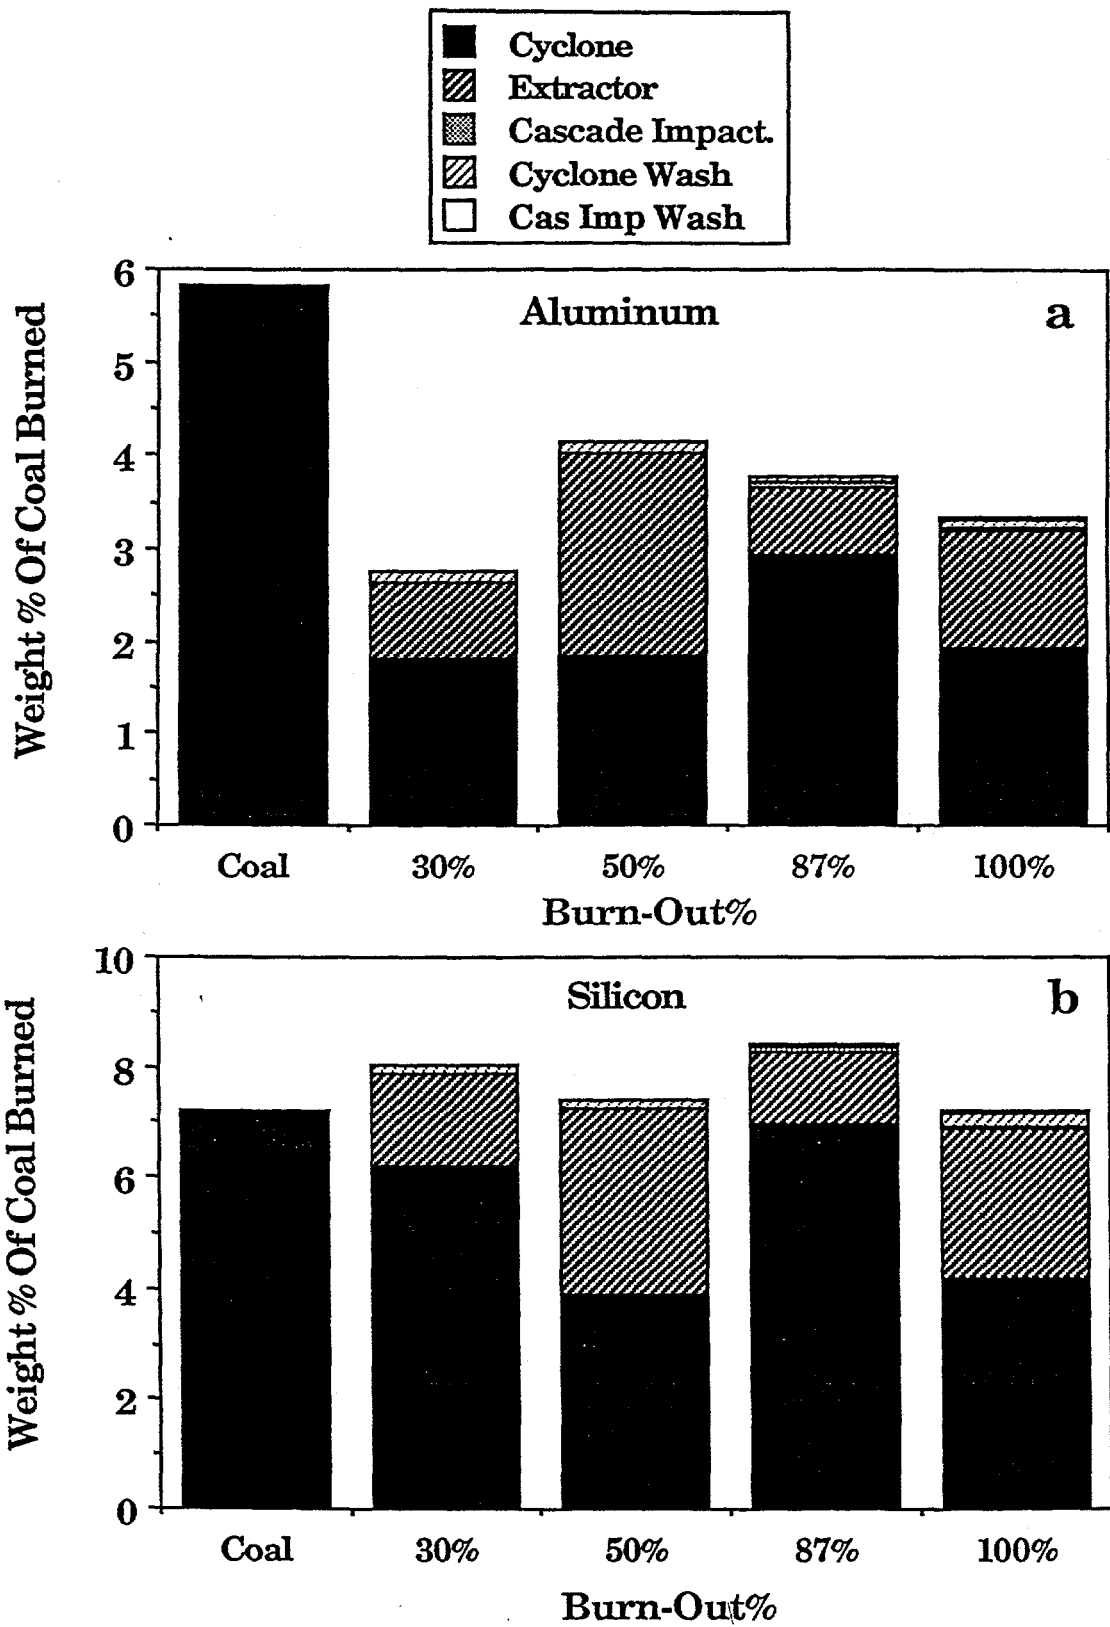 Cyclone
Extractor
Cascade Impact.
Cyclone Wash
Cas Imp Wash
Aluminum
a
Weight % Of Coal Burned
6
5
4
3
2
1
0
Coal 30% 50% 87% 100%
Burn-Out%
Silicon
b
Weight % Of Coal Burned
10
8
6
4
2
0
Coal 30% 50% 87% 100%
Burn-Out%